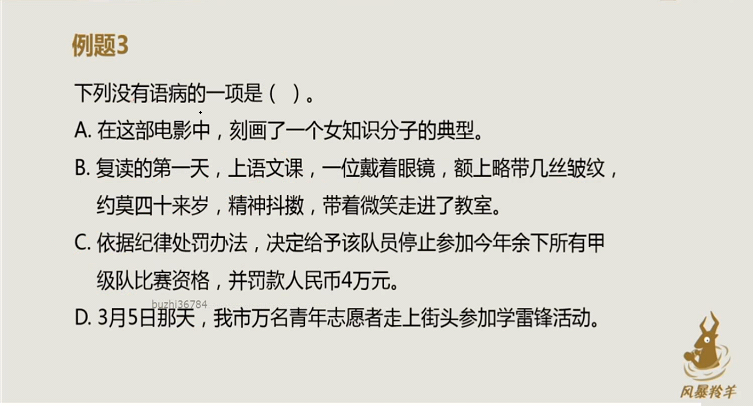 例题3
下列没有语病的一项是（ ）。
A. 在这部电影中，刻画了一个女知识分子的典型。
B. 复读的第一天，上语文课，一位戴着眼镜，额上略带几丝皱纹，
约莫四十来岁，精神抖擞，带着微笑走进了教室。
C. 依据纪律处罚办法，决定给予该队员停止参加今年余下所有甲
级队比赛资格，并罚款人民币4万元。
buzhi36784
D. 3月5日那天，我市万名青年志愿者走上街头参加学雷锋活动。
风暴羚羊